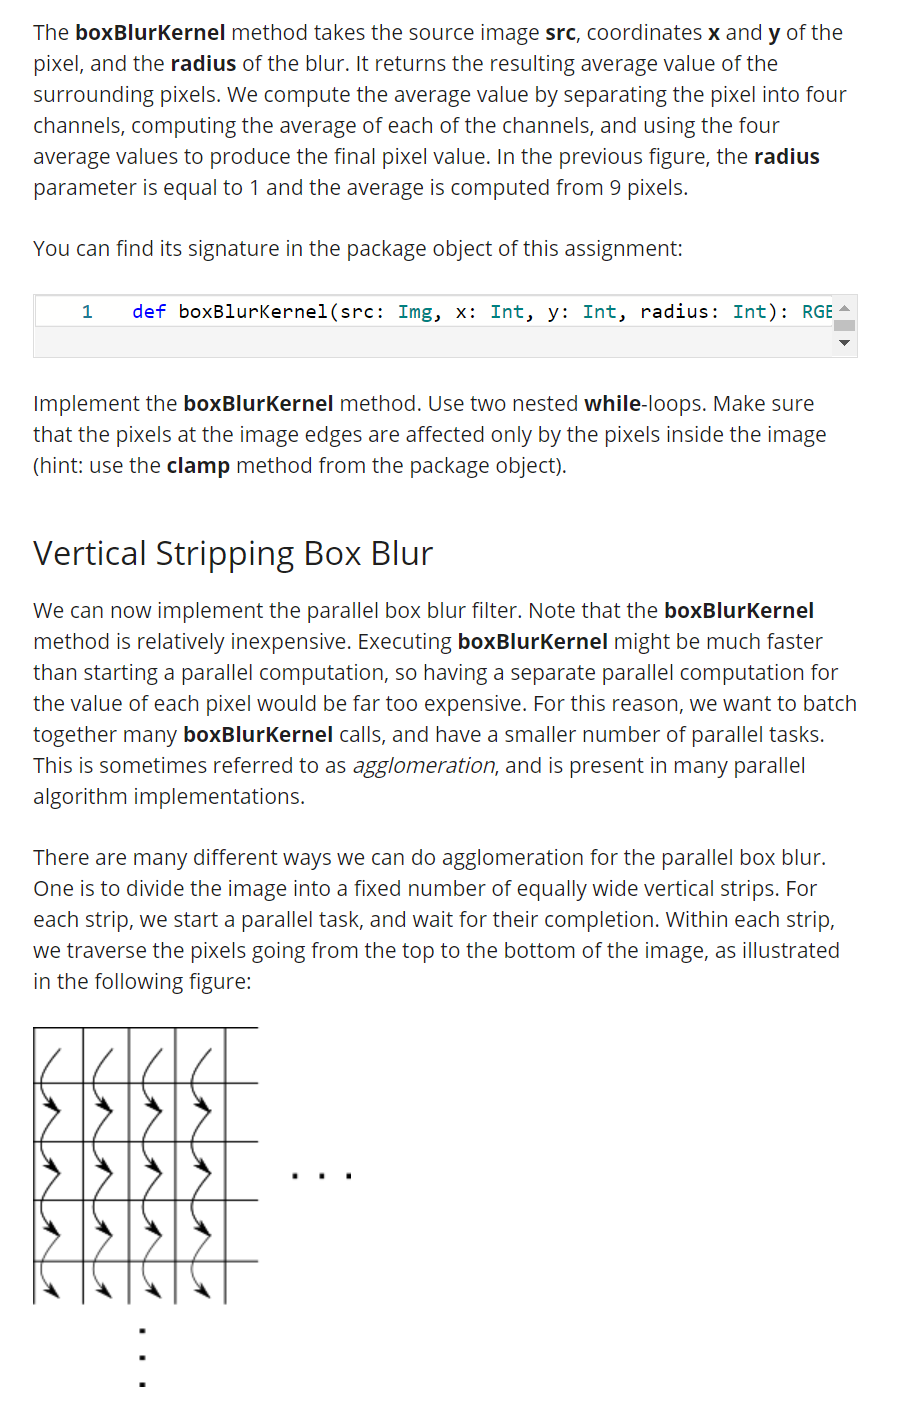 The boxBlurKernel method takes the source image src, coordinates x and y of the
pixel, and the radius of the blur. It returns the resulting average value of the
surrounding pixels. We compute the average value by separating the pixel into four
channels, computing the average of each of the channels, and using the four
average values to produce the final pixel value. In the previous figure, the radius
parameter is equal to 1 and the average is computed from 9 pixels.
You can find its signature in the package object of this assignment:
1 def boxBlurKernel(src: Img, x: Int, y: Int, radius: Int): RGB
Implement the boxBlurKernel method. Use two nested while-loops. Make sure
that the pixels at the image edges are affected only by the pixels inside the image
(hint: use the clamp method from the package object).
Vertical Stripping Box Blur
We can now implement the parallel box blur filter. Note that the boxBlurKernel
method is relatively inexpensive. Executing boxBlurKernel might be much faster
than starting a parallel computation, so having a separate parallel computation for
the value of each pixel would be far too expensive. For this reason, we want to batch
together many boxBlurKernel calls, and have a smaller number of parallel tasks.
This is sometimes referred to as agglomeration, and is present in many parallel
algorithm implementations.
There are many different ways we can do agglomeration for the parallel box blur.
One is to divide the image into a fixed number of equally wide vertical strips. For
each strip, we start a parallel task, and wait for their completion. Within each strip,
we traverse the pixels going from the top to the bottom of the image, as illustrated
in the following figure: